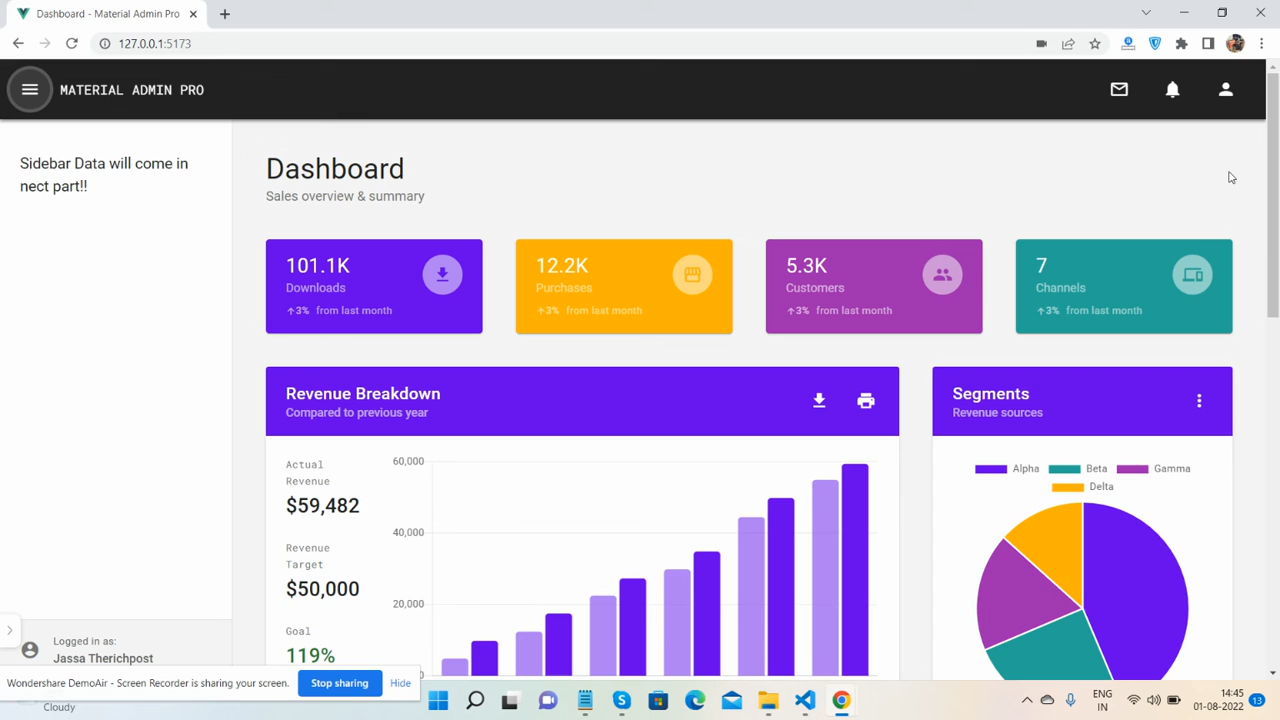 Dashboard - Material Admin Pro
127.0.0.1:5173
MATERIAL ADMIN PRO
Sidebar Data will come in
nect part!!
Dashboard
Sales overview & summary
101.1K
Downloads
3% from last month
12.2K
Purchases
3% from last month
5.3K
Customers
3% from last month
7
Channels
3% from last month
Revenue Breakdown
Compared to previous year
Segments
Revenue sources
Actual
Revenue
$59,482
Revenue
Target
$50,000
Goal
119%
60,000
40,000
20,000
Alpha Beta Gamma
Delta
Logged in as:
Jassa Therichpost
Wondershare DemoAir - Screen Recorder is sharing your screen. Stop sharing Hide
Cloudy
ENG
IN
14:45
01-08-2022
13